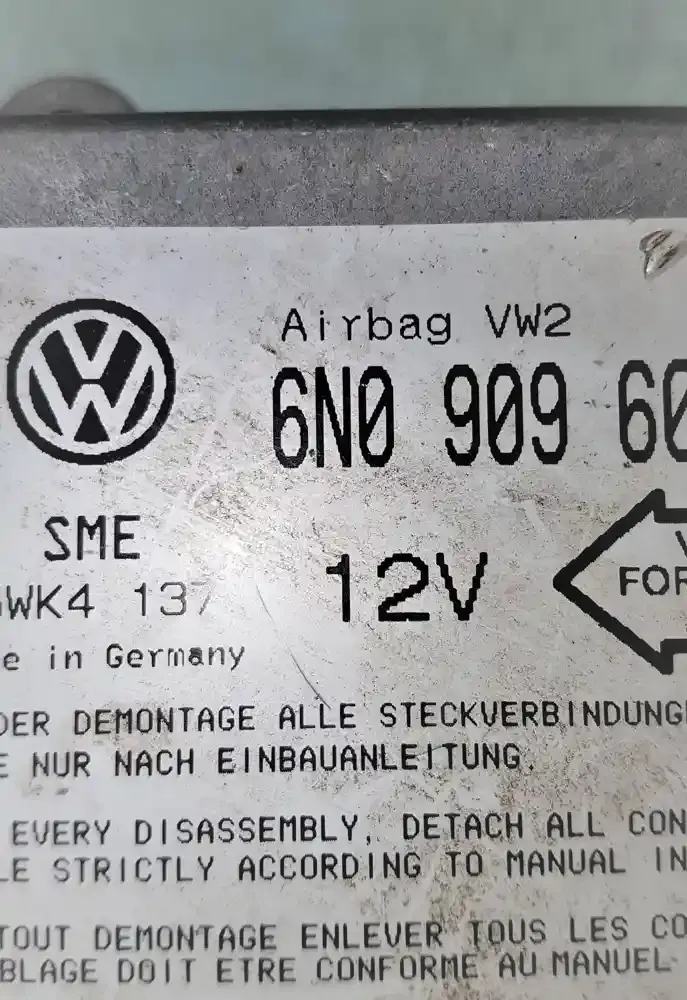 Airbag VW2
6N0 909 60
SME
WK4 137
12V
FOR
e in Germany
DER DEMONTAGE ALLE STECKVERBINDUNG
E NUR NACH EINBAUANLEITUNG.
EVERY DISASSEMBLY, DETACH ALL CON
LE STRICTLY ACCORDING TO MANUAL IN
TOUT DEMONTAGE ENLEVER TOUS LES CO
BLAGE DOIT ETRE CONFORME AU MANUEL